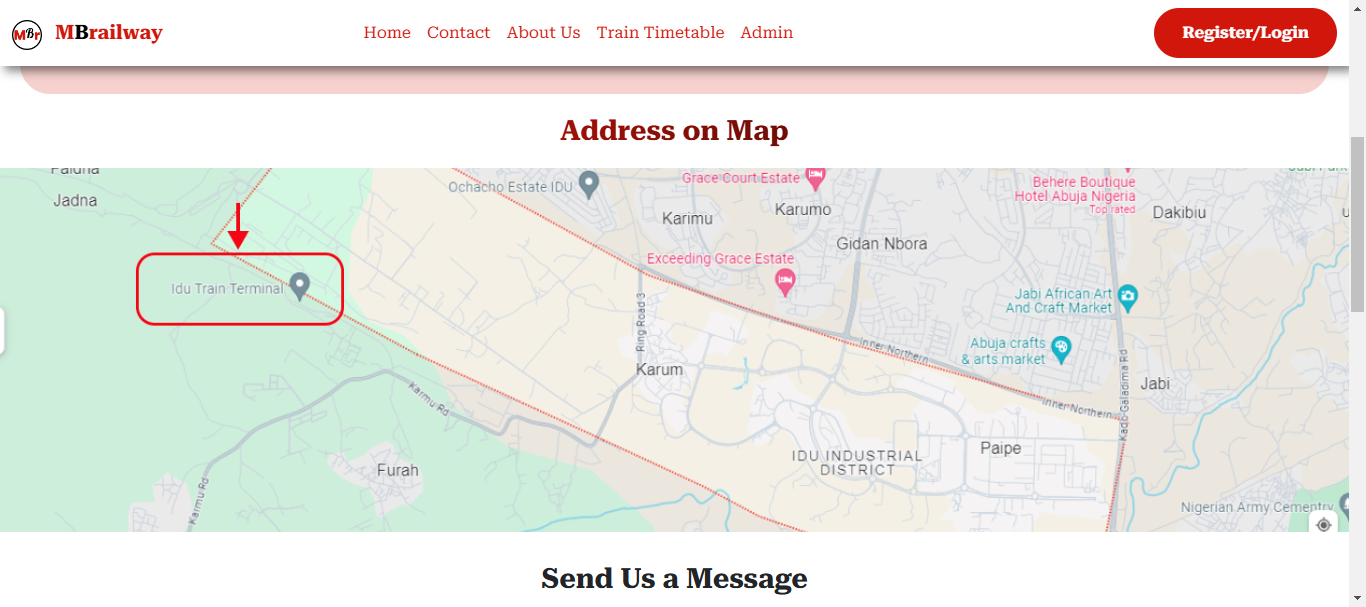 MBr
MBrailway
Home
Contact
About Us
Train Timetable
Admin
Register/Login
Address on Map
Jadna
Ochacho Estate IDU
Grace Court Estate
Karimu
Karumo
Behere Boutique
Hotel Abuja Nigeria
Top rated
Dakibiu
Gidan Nbora
Exceeding Grace Estate
Idu Train Terminal
Ring Road 3
Jabi African Art
And Craft Market
Abuja crafts
& arts market
Inner Northern
Karum
Jabi
Kado Galadima Rd
Karmu Rd
Inner Northern
IDU INDUSTRIAL
DISTRICT
Paipe
Furah
Karmu Rd
Nigerian Army Cementry
Send Us a Message